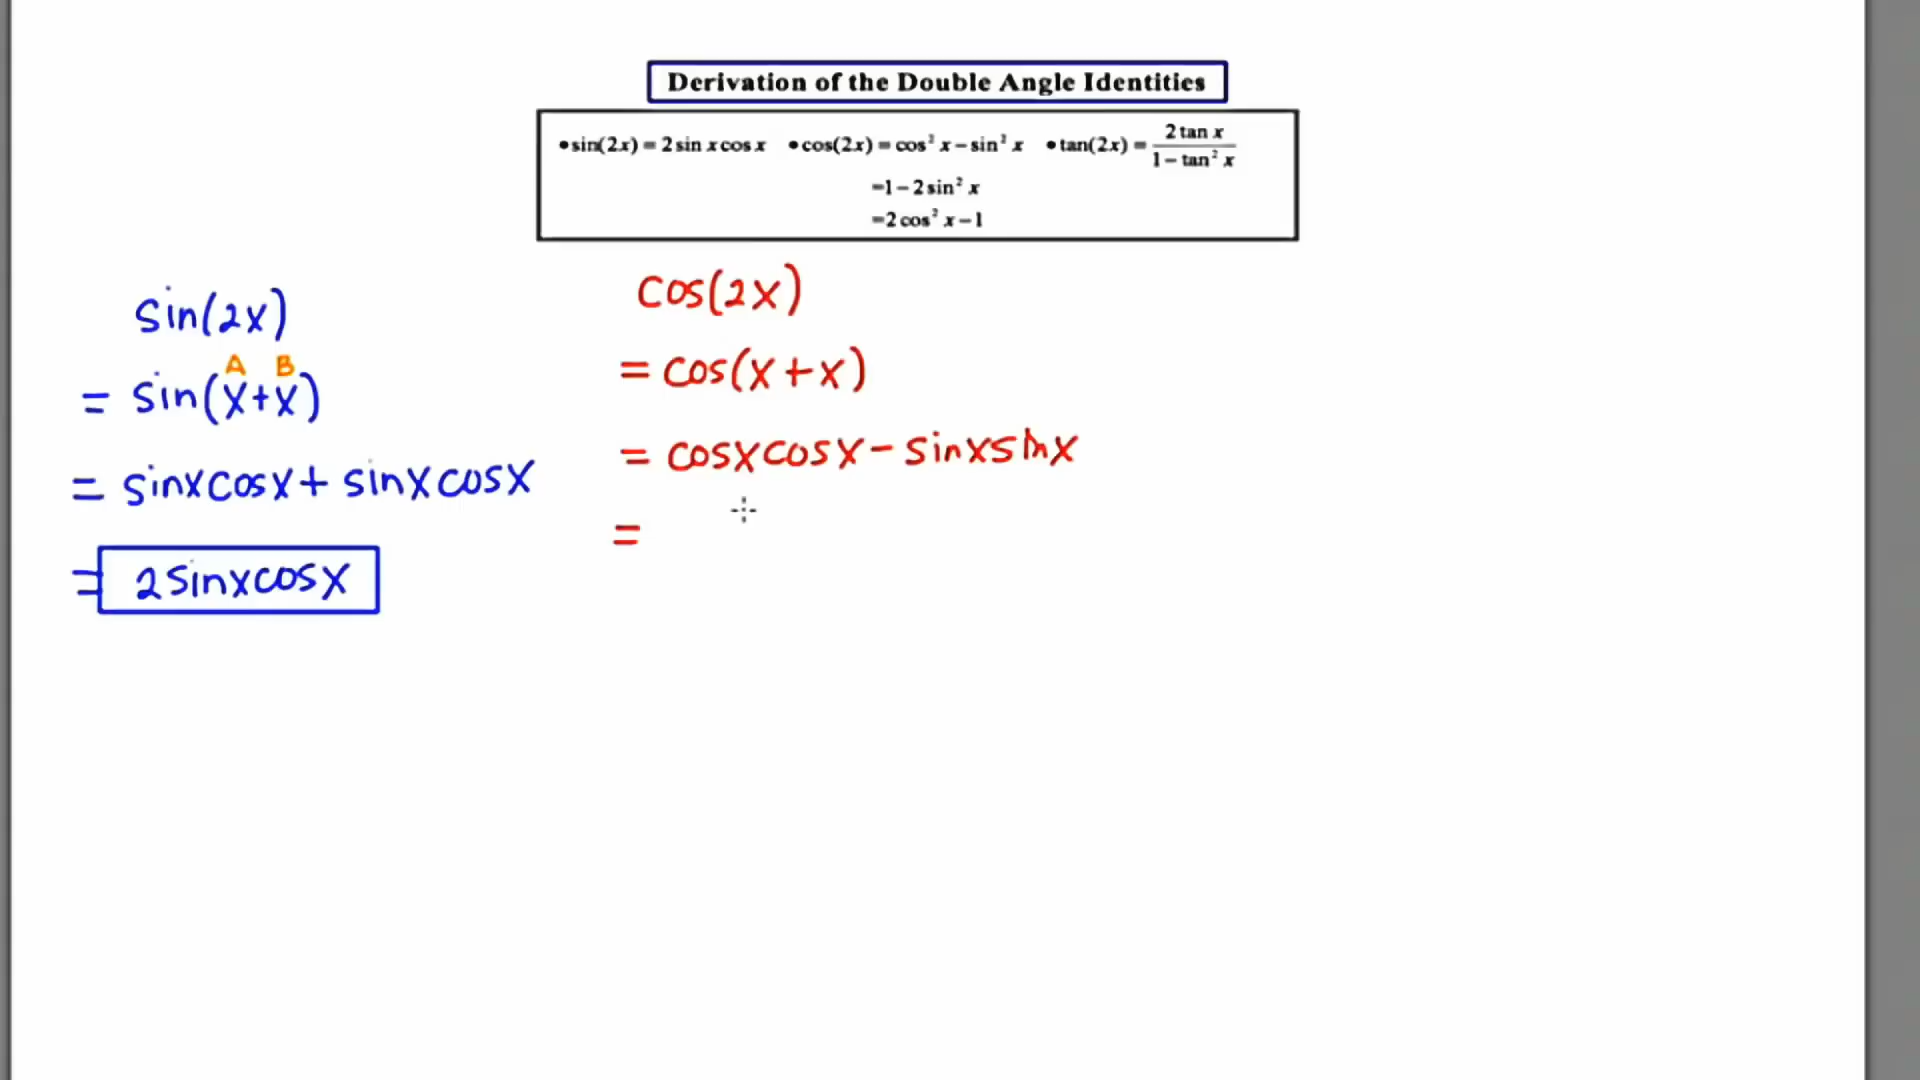 Derivation of the Double Angle Identities
•sin(2x) = 2 sin x cos x •cos(2x) = cos² x − sin² x •tan(2x) = 2 tan x / 1 − tan² x
=1 − 2 sin² x
=2 cos² x − 1
sin(2x)
A B
= sin(x+x)
= sinxcosx + sinxcosx
= 2sinxcosx
cos(2x)
= cos(x+x)
= cosxcosx − sinxsinx
=